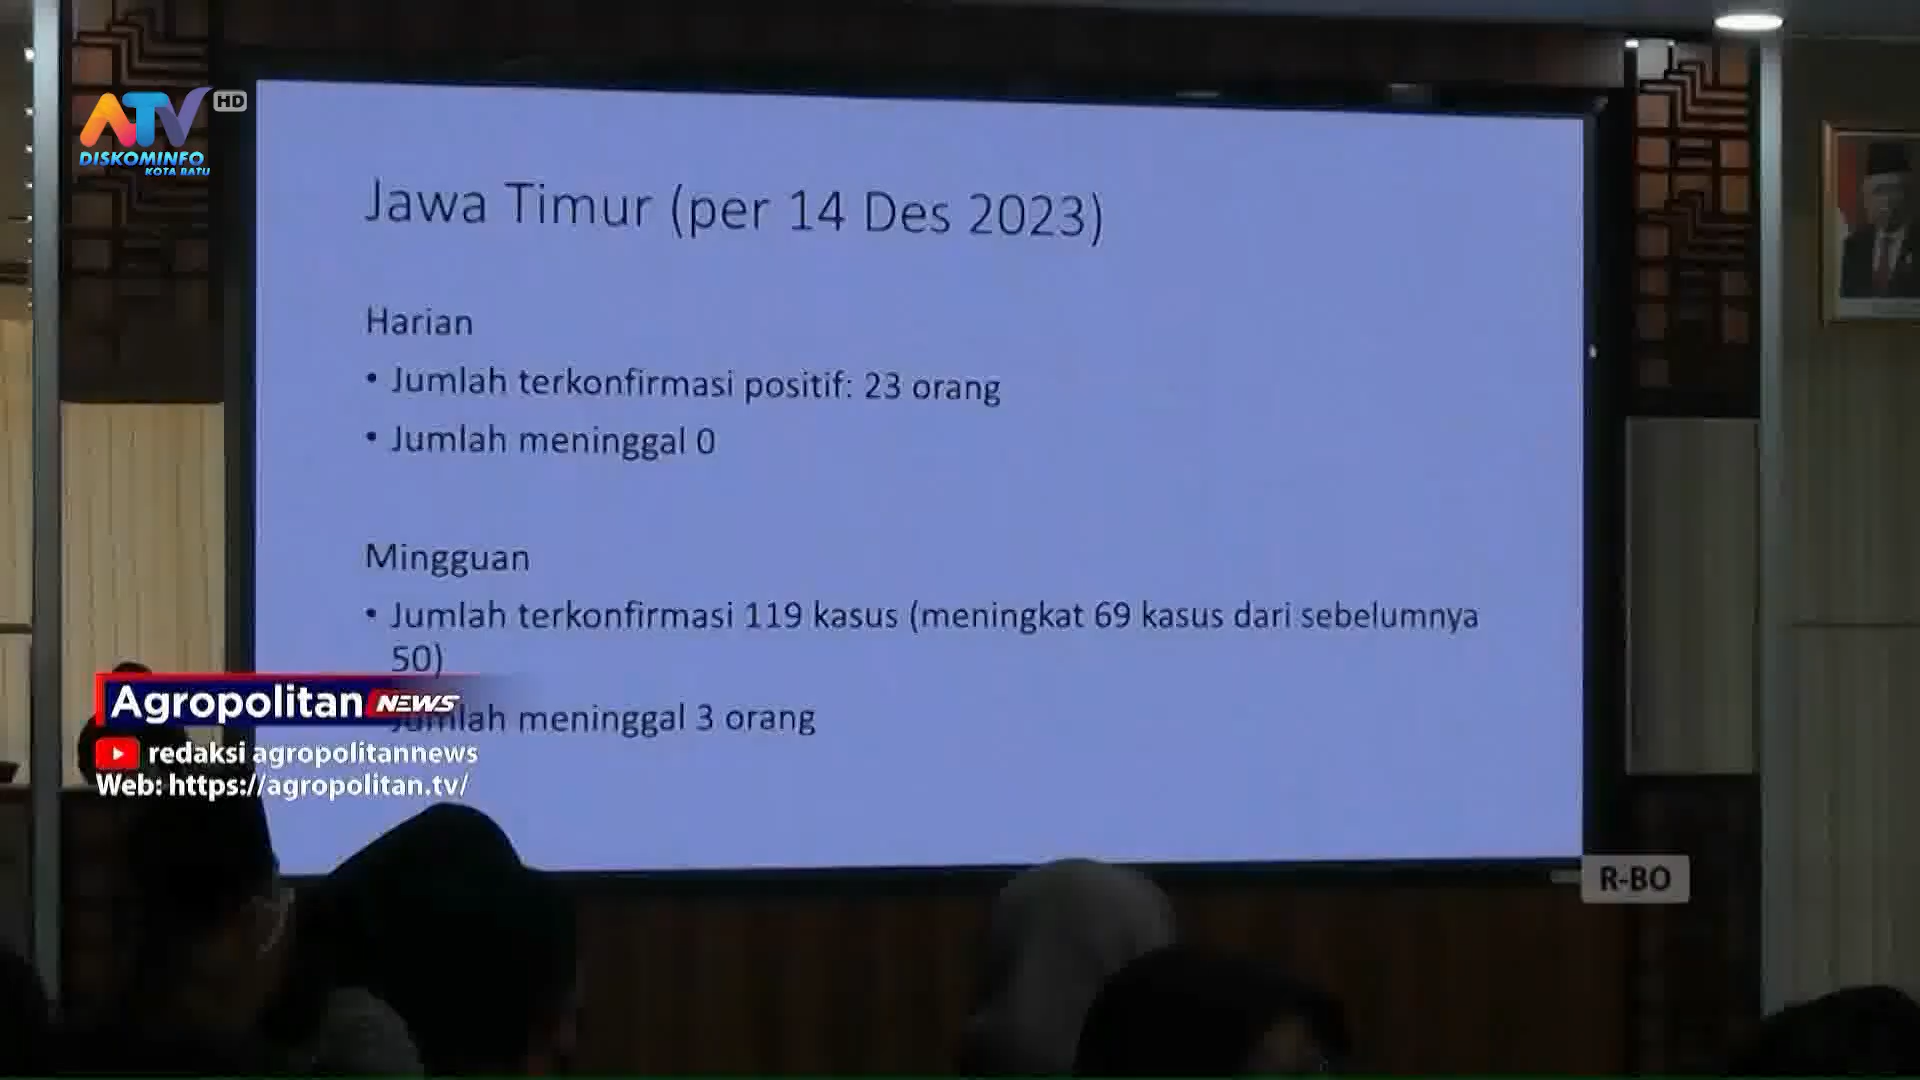 ATV HD
DISKOMINFO
KOTA BATU
Jawa Timur (per 14 Des 2023)
Harian
• Jumlah terkonfirmasi positif: 23 orang
• Jumlah meninggal 0
Mingguan
• Jumlah terkonfirmasi 119 kasus (meningkat 69 kasus dari sebelumnya
50)
Jumlah meninggal 3 orang
Agropolitan NEWS
redaksi agropolitannews
Web: https://agropolitan.tv/
R-BO